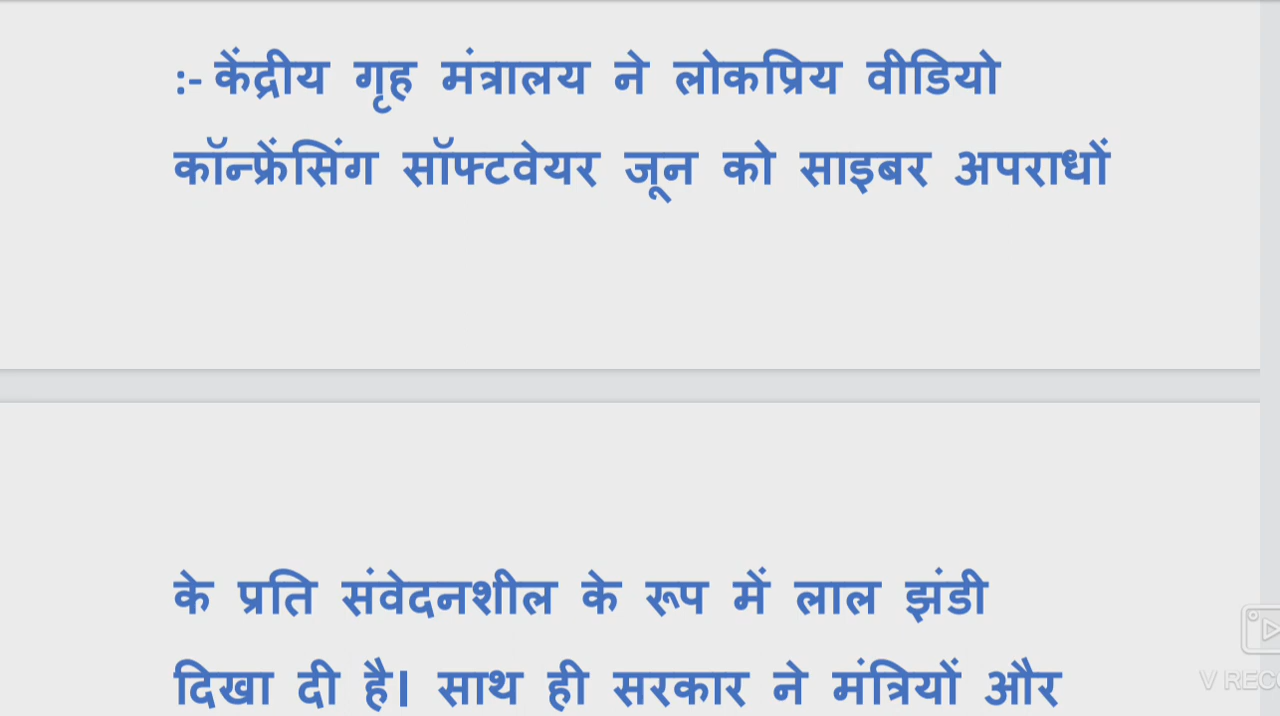 :- केंद्रीय गृह मंत्रालय ने लोकप्रिय वीडियो
कॉन्फ्रेंसिंग सॉफ्टवेयर जून को साइबर अपराधों
के प्रति संवेदनशील के रूप में लाल झंडी
दिखा दी है। साथ ही सरकार ने मंत्रियों और